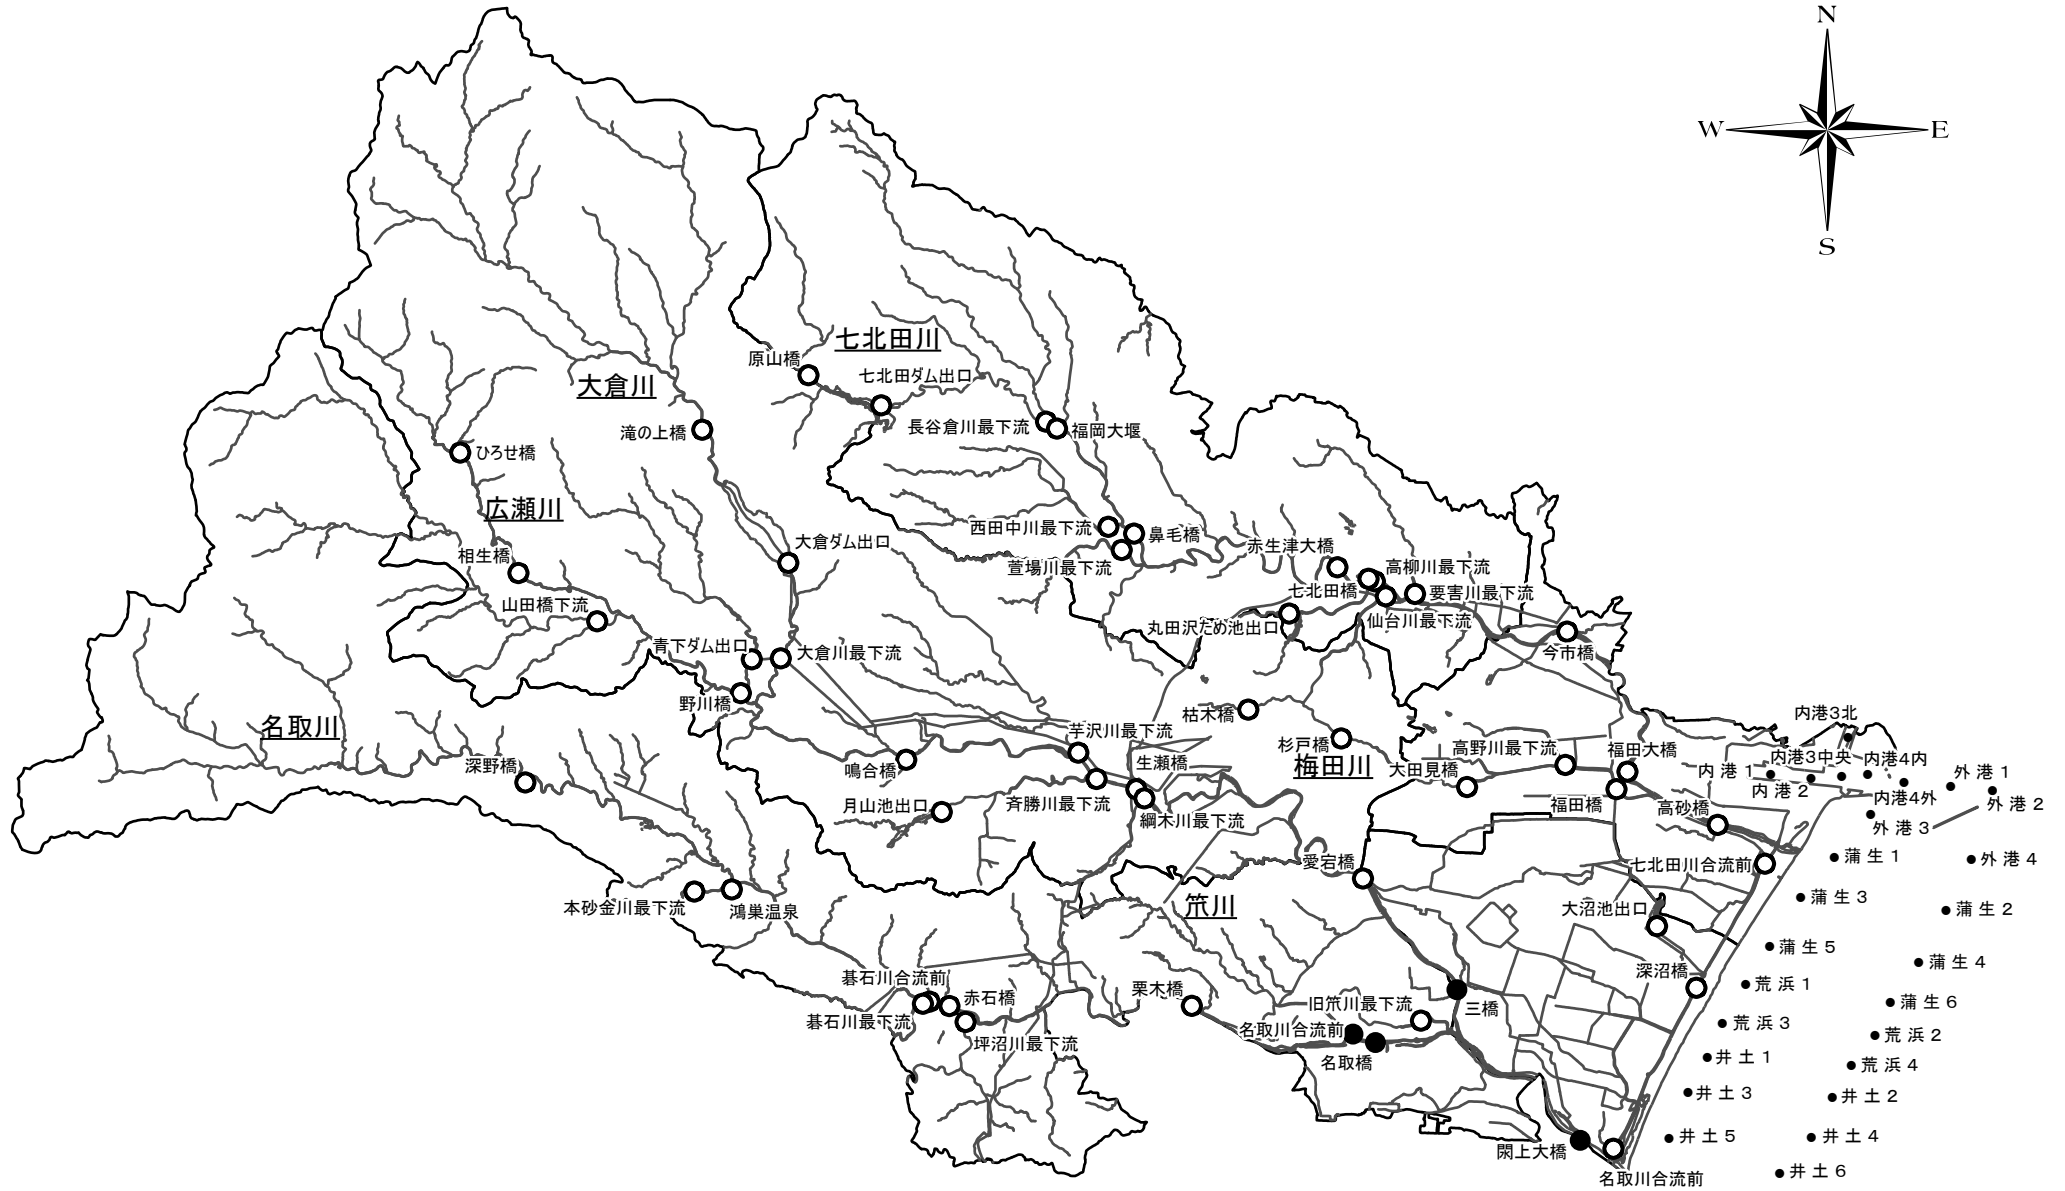 N
W
E
S
七北田川
原山橋
七北田ダム出口
大倉川
滝の上橋
長谷倉川最下流
福岡大堰
ひろせ橋
広瀬川
西田中川最下流
鼻毛橋
大倉ダム出口
赤生津大橋
相生橋
萱場川最下流
高柳川最下流
七北田橋
要害川最下流
山田橋下流
仙台川最下流
丸田沢ため池出口
青下ダム出口
大倉川最下流
今市橋
野川橋
枯木橋
内港3北
名取川
芋沢川最下流
杉戸橋
高野川最下流
福田大橋
内港3中央
内港4内
深野橋
鳴合橋
生瀬橋
梅田川
大田見橋
内港1
外港1
内港2
月山池出口
斉勝川最下流
福田橋
高砂橋
内港4外
外港2
綱木川最下流
外港3
愛宕橋
七北田川合流前
蒲生1
外港4
本砂金川最下流
鴻巣温泉
笊川
大沼池出口
蒲生3
蒲生2
蒲生5
蒲生4
碁石川合流前
深沼橋
荒浜1
赤石橋
栗木橋
旧笊川最下流
三橋
蒲生6
碁石川最下流
名取川合流前
荒浜3
荒浜2
坪沼川最下流
名取橋
井土1
荒浜4
井土3
井土2
閖上大橋
井土5
井土4
名取川合流前
井土6